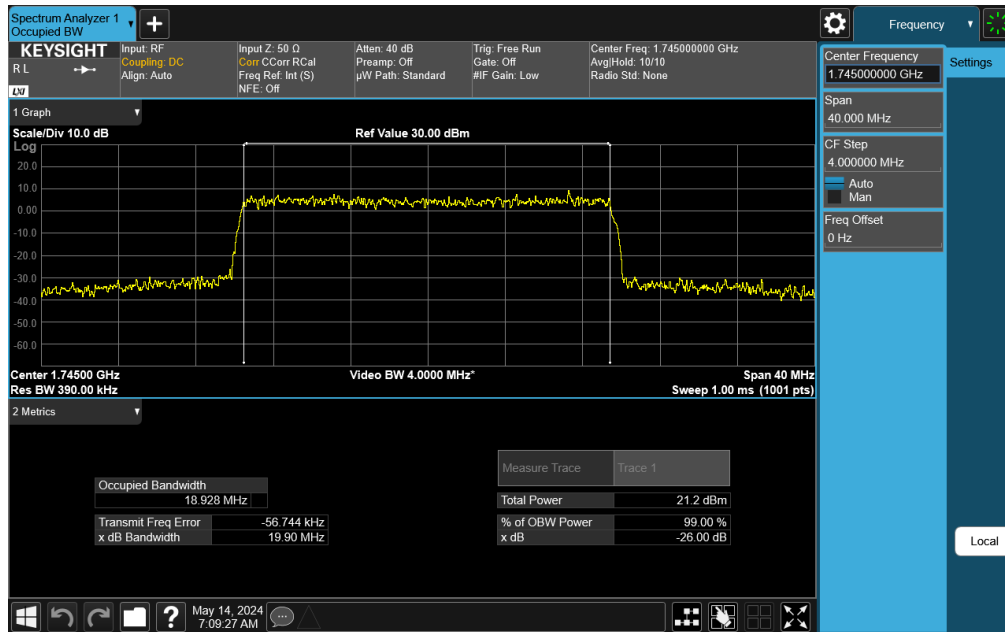 Spectrum Analyzer 1
Occupied BW
Frequency
KEYSIGHT
R L
LXI
Input: RF
Coupling: DC
Align: Auto
Input Z: 50 Ω
Corr CCorr RCal
Freq Ref: Int (S)
NFE: Off
Atten: 40 dB
Preamp: Off
µW Path: Standard
Trig: Free Run
Gate: Off
#IF Gain: Low
Center Freq: 1.745000000 GHz
Avg|Hold: 10/10
Radio Std: None
Center Frequency
1.745000000 GHz
Settings
Span
40.000 MHz
CF Step
4.000000 MHz
Auto
Man
Freq Offset
0 Hz
Local
1 Graph
Scale/Div 10.0 dB
Ref Value 30.00 dBm
Log
20.0
10.0
0.00
-10.0
-20.0
-30.0
-40.0
-50.0
-60.0
Center 1.74500 GHz
Video BW 4.0000 MHz*
Span 40 MHz
Res BW 390.00 kHz
Sweep 1.00 ms (1001 pts)
2 Metrics
Measure Trace
Trace 1
Occupied Bandwidth
18.928 MHz
Total Power
21.2 dBm
Transmit Freq Error
-56.744 kHz
% of OBW Power
99.00 %
x dB Bandwidth
19.90 MHz
x dB
-26.00 dB
May 14, 2024
7:09:27 AM